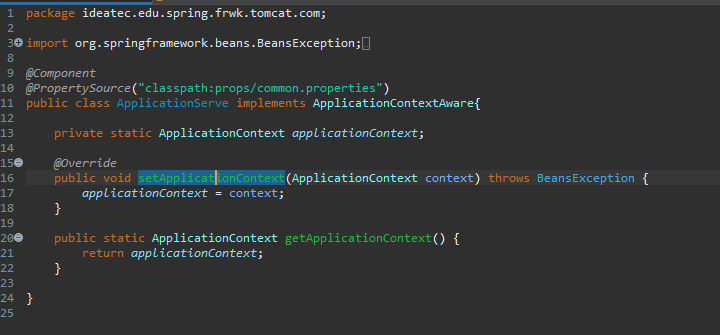 1 package ideatec.edu.spring.frwk.tomcat.com;
2
3 import org.springframework.beans.BeansException;
8
9 @Component
10 @PropertySource("classpath:props/common.properties")
11 public class ApplicationServe implements ApplicationContextAware{
12
13 private static ApplicationContext applicationContext;
14
15 @Override
16 public void setApplicationContext(ApplicationContext context) throws BeansException {
17 applicationContext = context;
18 }
19
20 public static ApplicationContext getApplicationContext() {
21 return applicationContext;
22 }
23
24 }
25